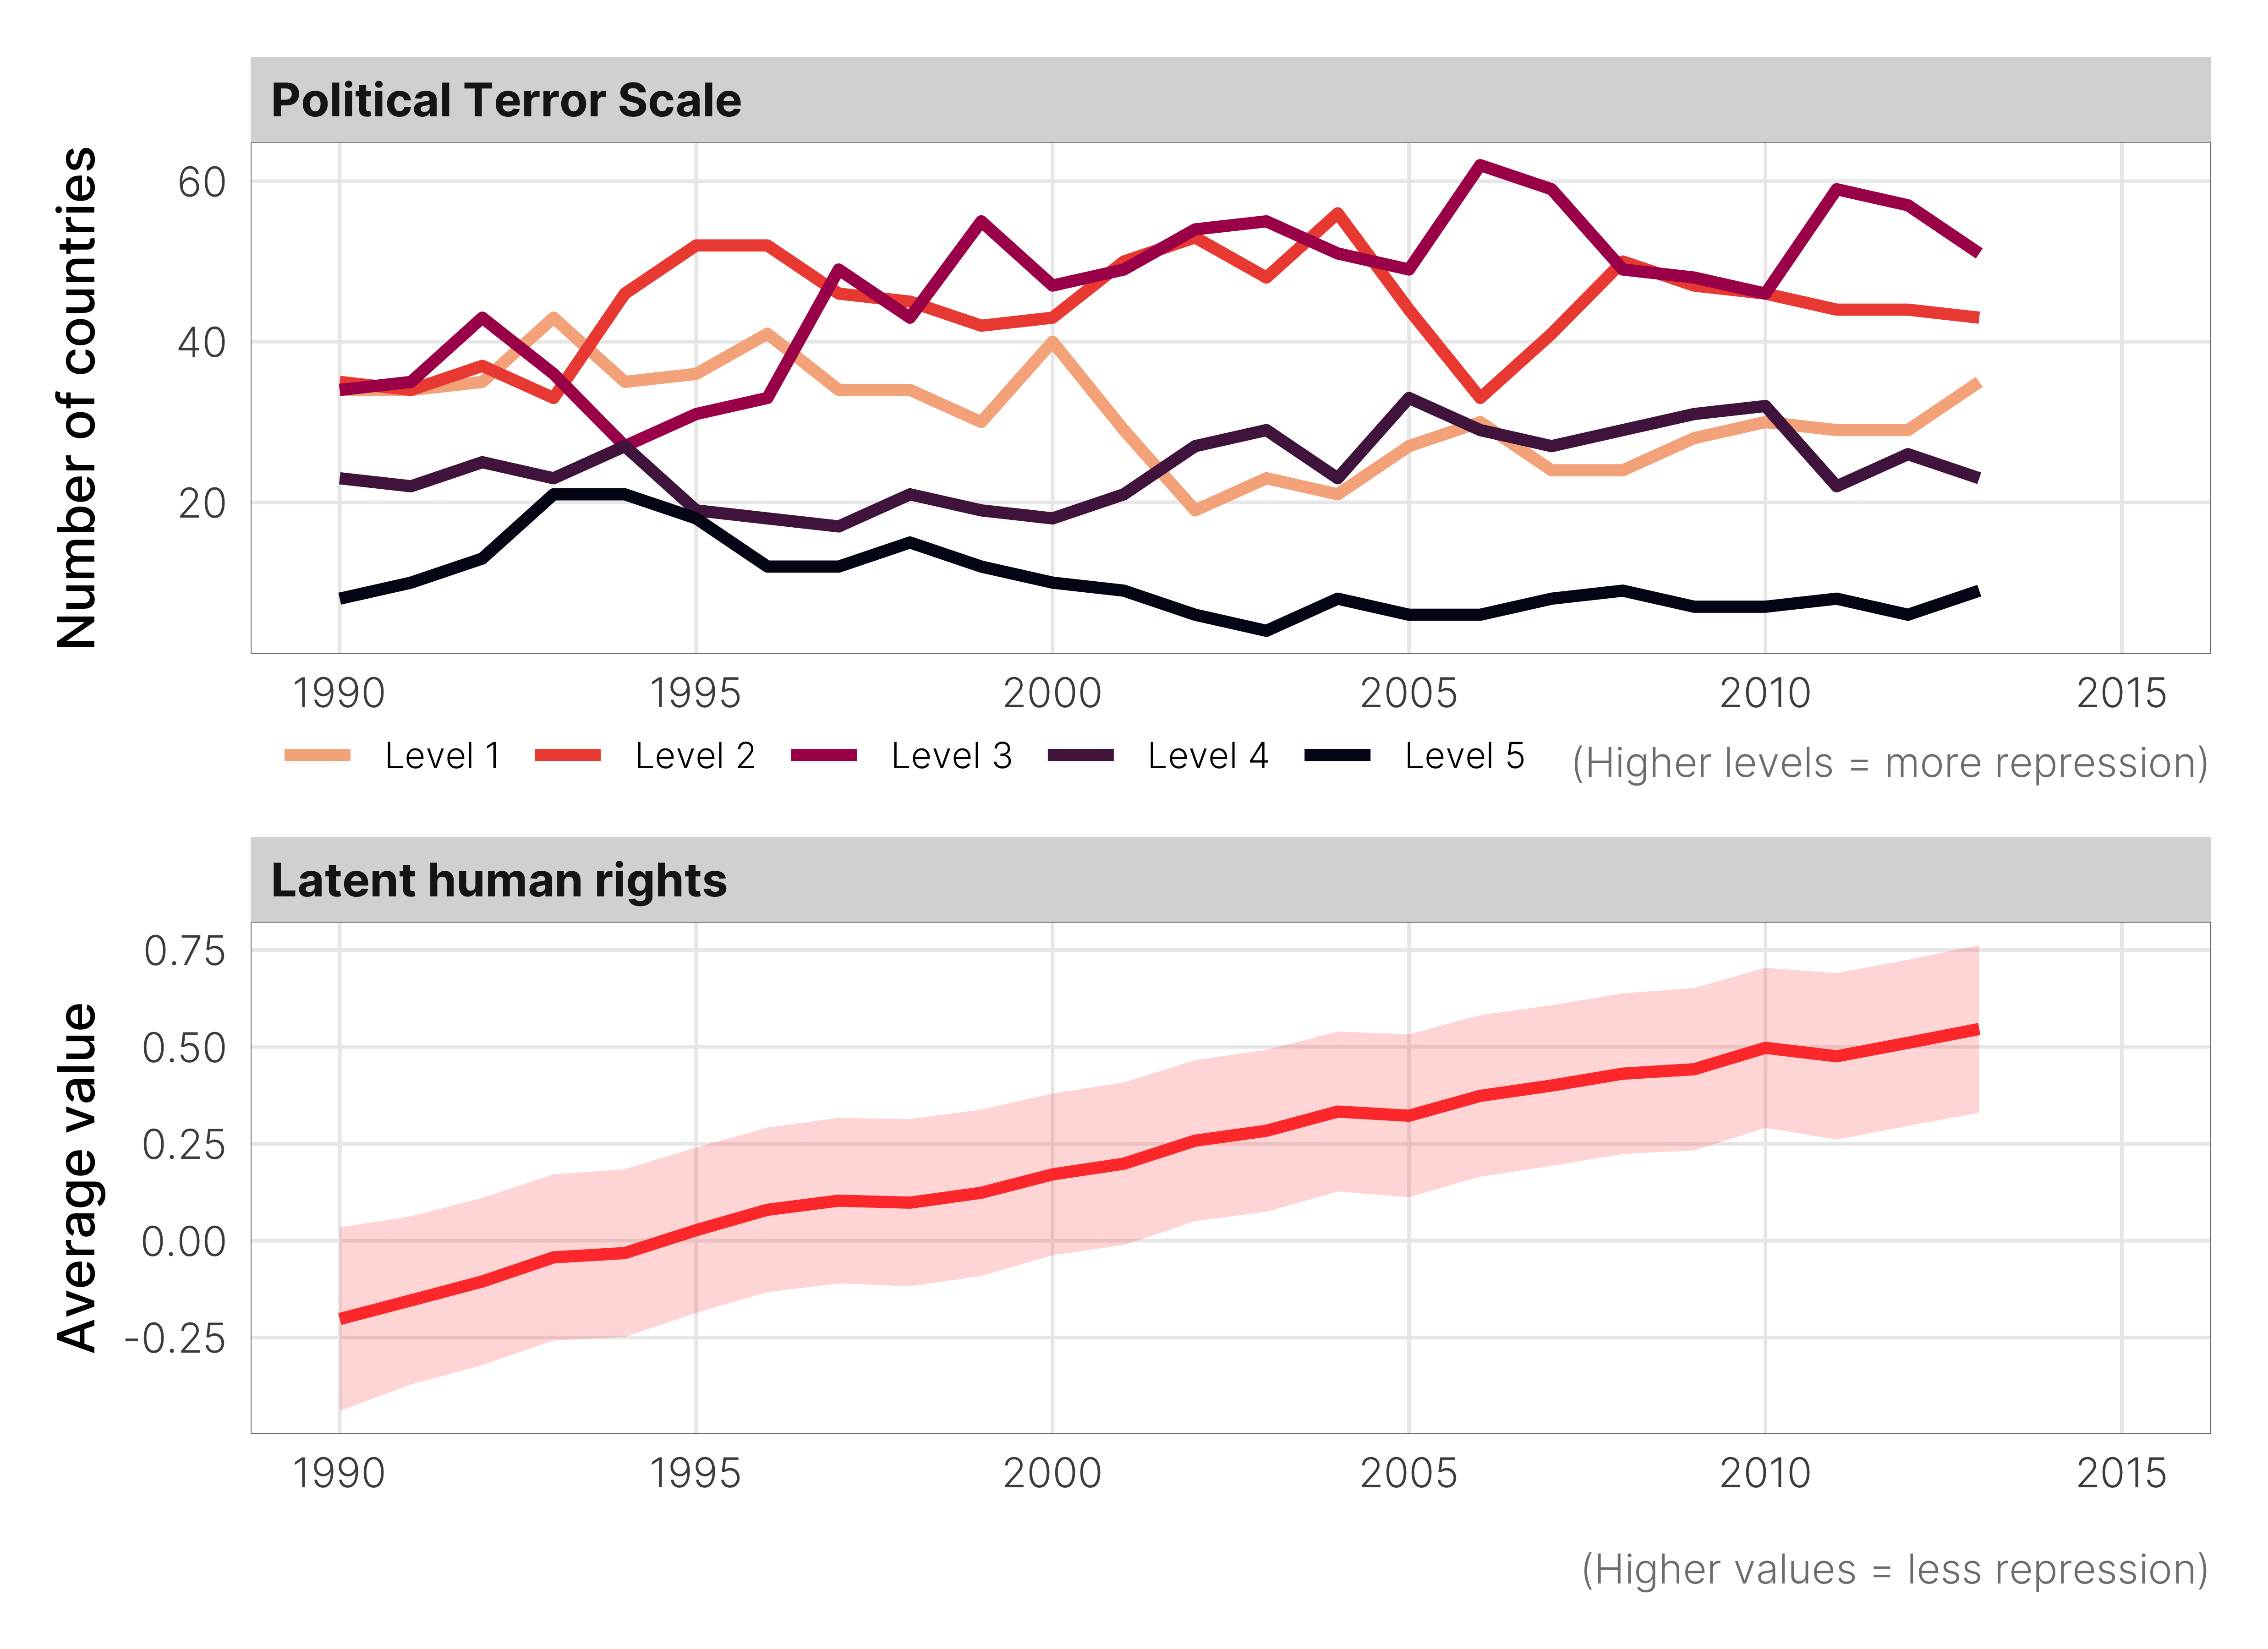 Political Terror Scale
Number of countries
60
40
20
1990 1995 2000 2005 2010 2015
Level 1 Level 2 Level 3 Level 4 Level 5 (Higher levels = more repression)
Latent human rights
Average value
0.75
0.50
0.25
0.00
-0.25
1990 1995 2000 2005 2010 2015
(Higher values = less repression)